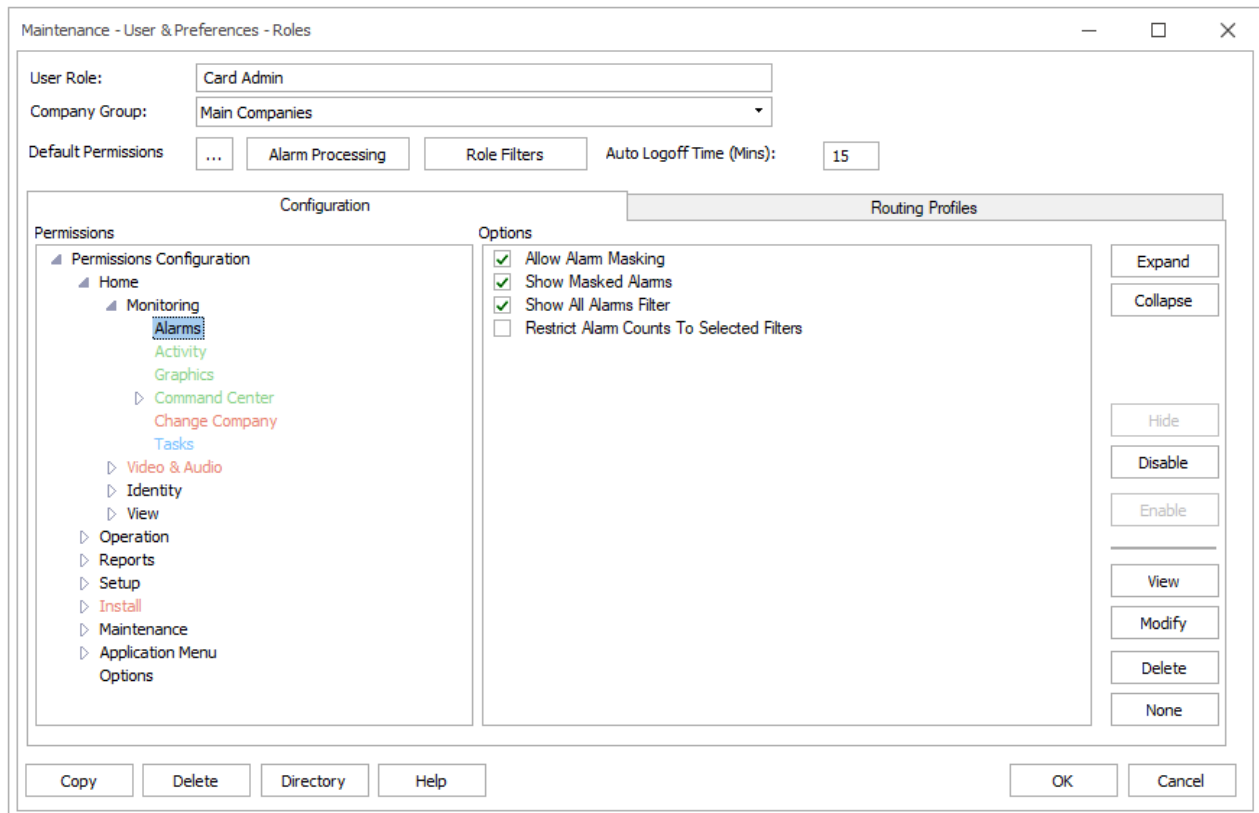 Maintenance - User & Preferences - Roles
User Role: Card Admin
Company Group: Main Companies
Default Permissions ... Alarm Processing Role Filters Auto Logoff Time (Mins): 15
Configuration Routing Profiles
Permissions Options
Permissions Configuration
Home
Monitoring
Alarms
Activity
Graphics
Command Center
Change Company
Tasks
Video & Audio
Identity
View
Operation
Reports
Setup
Install
Maintenance
Application Menu
Options
Allow Alarm Masking
Show Masked Alarms
Show All Alarms Filter
Restrict Alarm Counts To Selected Filters
Expand
Collapse
Hide
Disable
Enable
View
Modify
Delete
None
Copy Delete Directory Help OK Cancel